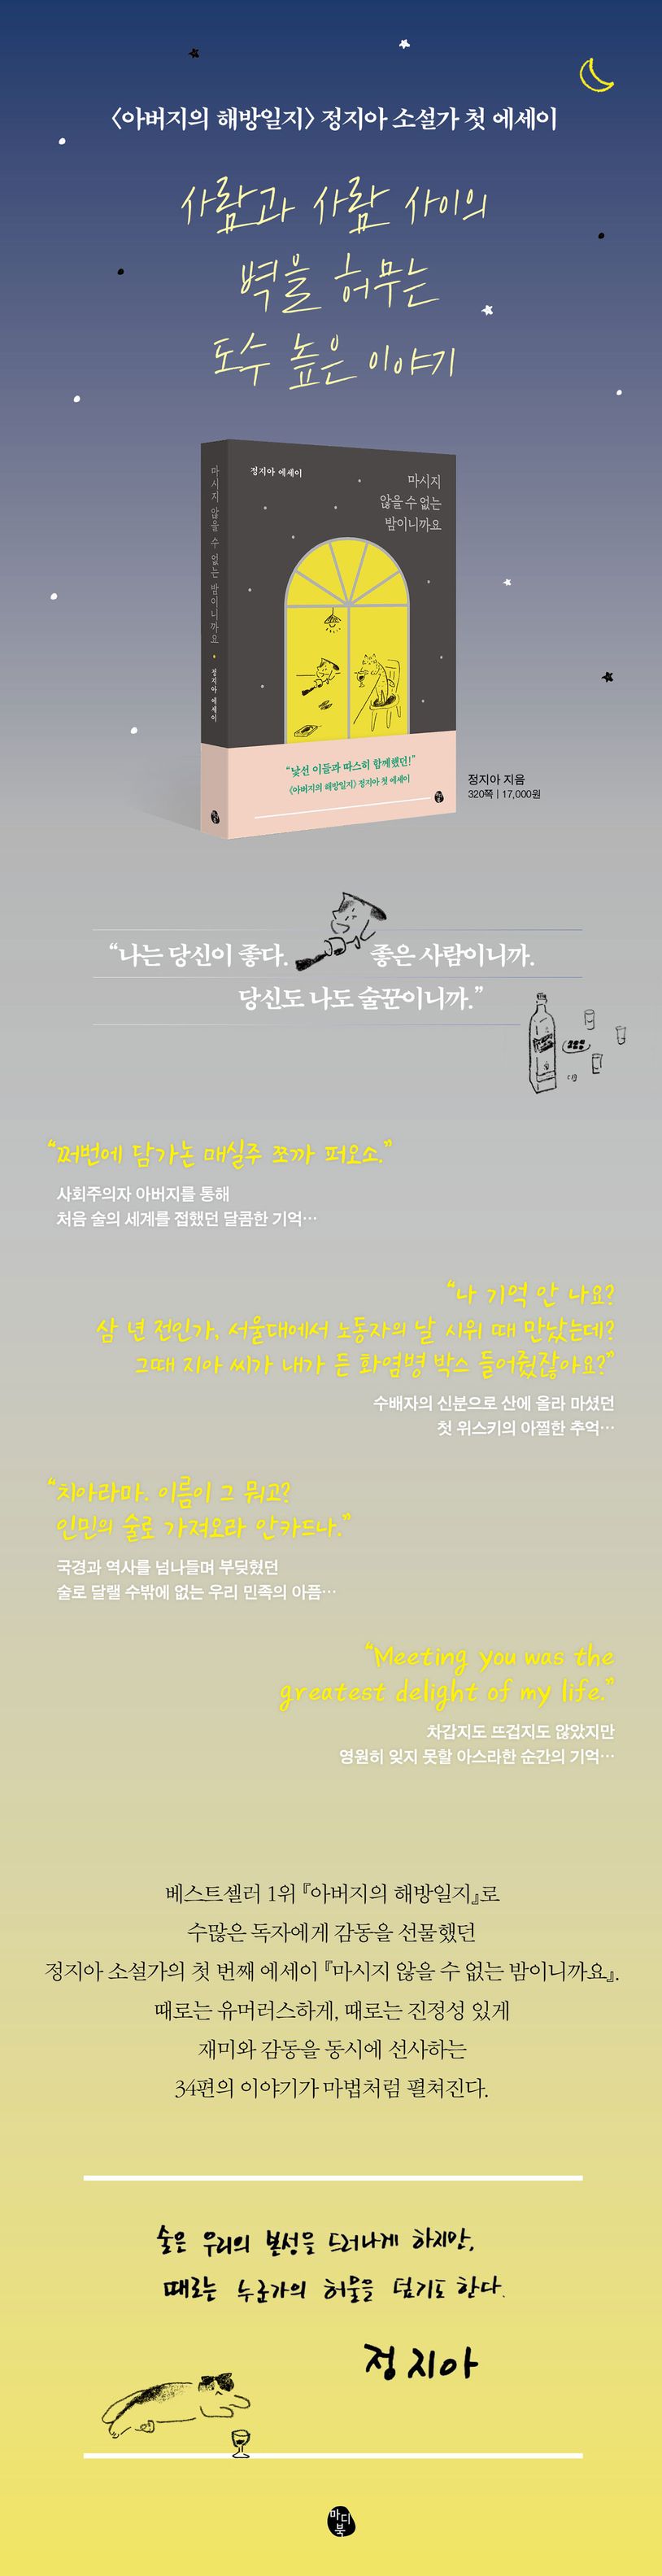 〈아버지의 해방일지〉 정지아 소설가 첫 에세이
사람과 사람 사이의
벽을 허무는
도수 높은 이야기
마시지 않을 수 없는 밤이니까요 • 정지아 에세이
정지아 에세이
마시지
않을 수 없는
밤이니까요
“낯선 이들과 따스히 함께했던!”
《아버지의 해방일지》 정지아 첫 에세이
정지아 지음
320쪽 | 17,000원
“나는 당신이 좋다. 좋은 사람이니까.
당신도 나도 술꾼이니까.”
“쩌번에 담가논 매실주 쪼까 퍼오소.”
사회주의자 아버지를 통해
처음 술의 세계를 접했던 달콤한 기억…
“나 기억 안 나요?
삼 년 전인가, 서울대에서 노동자의 날 시위 때 만났는데?
그때 지아 씨가 내가 든 화염병 박스 들어줬잖아요?”
수배자의 신분으로 산에 올라 마셨던
첫 위스키의 아찔한 추억…
“치아라마. 이름이 그 뭐고?
인민의 술로 가져오라 안카드나.”
국경과 역사를 넘나들며 부딪혔던
술로 달랠 수밖에 없는 우리 민족의 아픔…
“Meeting you was the
greatest delight of my life.”
차갑지도 뜨겁지도 않았지만
영원히 잊지 못할 아스라한 순간의 기억…
베스트셀러 1위 『아버지의 해방일지』로
수많은 독자에게 감동을 선물했던
정지아 소설가의 첫 번째 에세이 『마시지 않을 수 없는 밤이니까요』.
때로는 유머러스하게, 때로는 진정성 있게
재미와 감동을 동시에 선사하는
34편의 이야기가 마법처럼 펼쳐진다.
술은 우리의 본성을 드러나게 하지만,
때로는 누군가의 허물을 덮기도 한다.
정지아
마디
북